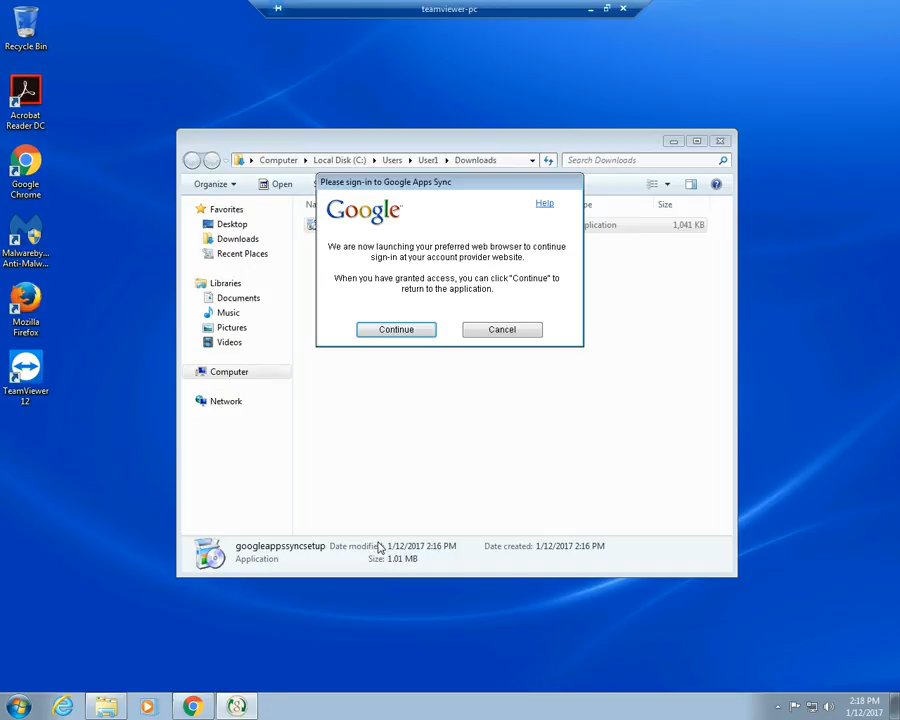 teamviewer-pc
Recycle Bin
Acrobat
Reader DC
Google
Chrome
Malwareby...
Anti-Malw...
Mozilla
Firefox
TeamViewer
12
Computer
Local Disk (C:)
Users
User1
Downloads
Search Downloads
Organize
Open
Favorites
Desktop
Downloads
Recent Places
Libraries
Documents
Music
Pictures
Videos
Computer
Network
Size
1,041 KB
Please sign-in to Google Apps Sync
Google™
Help
We are now launching your preferred web browser to continue
sign-in at your account provider website.
When you have granted access, you can click "Continue" to
return to the application.
Continue
Cancel
googleappssyncsetup
Date modified: 1/12/2017 2:16 PM
Date created: 1/12/2017 2:16 PM
Application
Size: 1.01 MB
2:18 PM
1/12/2017